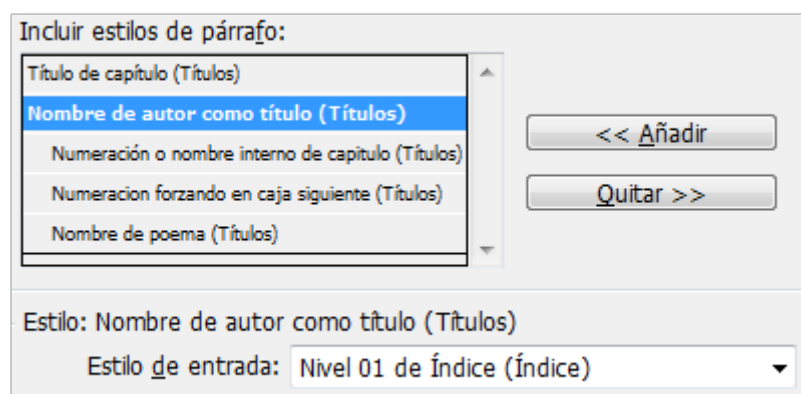 Incluir estilos de párrafo:
Título de capítulo (Títulos)
Nombre de autor como título (Títulos)
Numeración o nombre interno de capitulo (Títulos)
Numeracion forzando en caja siguiente (Títulos)
Nombre de poema (Títulos)
<< Añadir
Quitar >>
Estilo: Nombre de autor como título (Títulos)
Estilo de entrada: Nivel 01 de Índice (Índice)